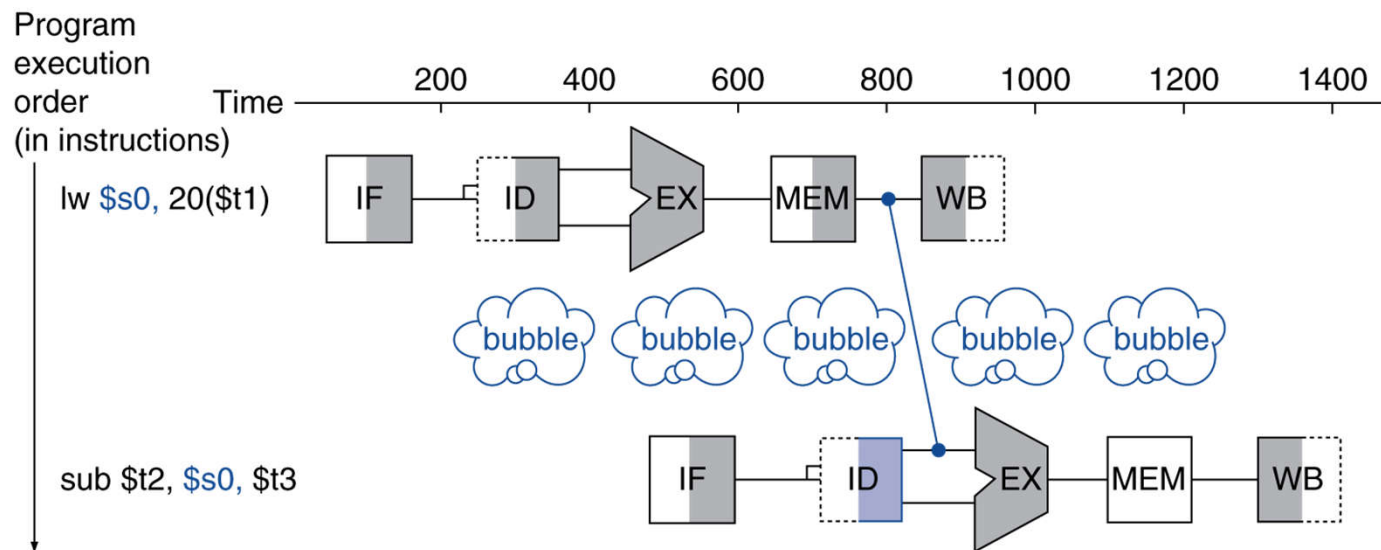 Program
execution
order
(in instructions)
Time
200 400 600 800 1000 1200 1400
lw $s0, 20($t1)
IF ID EX MEM WB
bubble bubble bubble bubble bubble
sub $t2, $s0, $t3
IF ID EX MEM WB